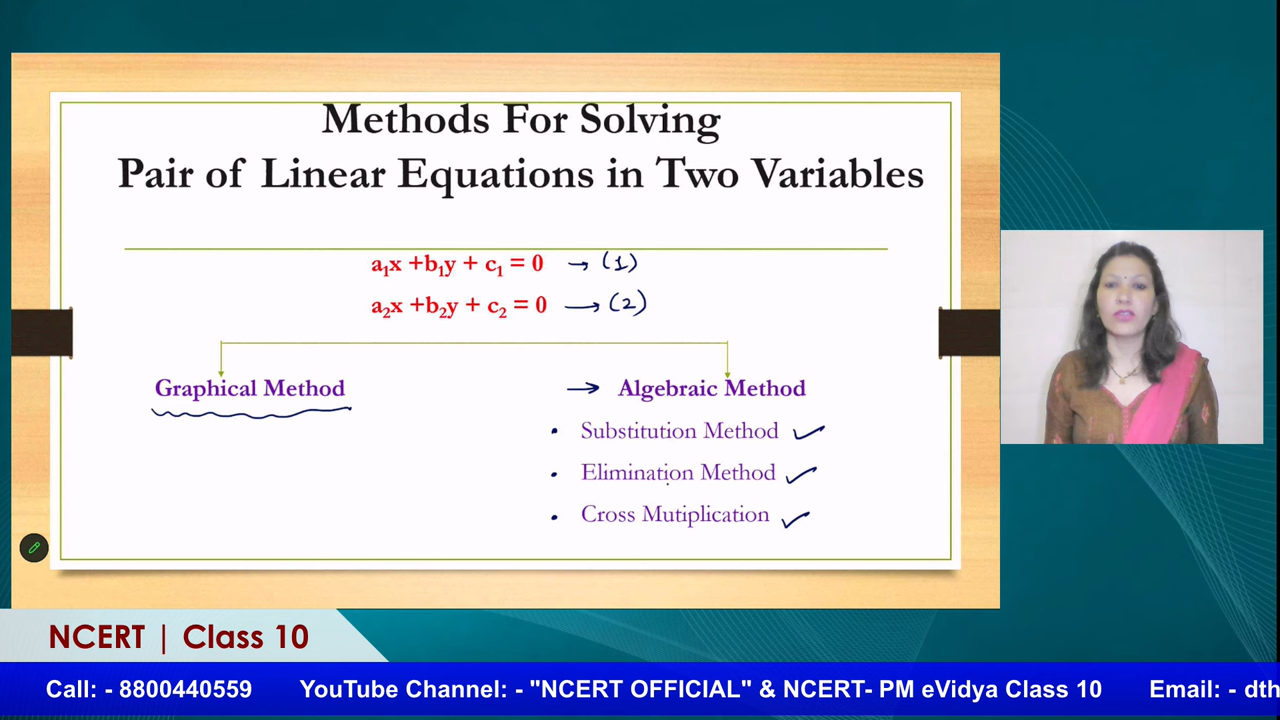 Methods For Solving
Pair of Linear Equations in Two Variables
a₁x +b₁y + c₁ = 0 → (1)
a₂x +b₂y + c₂ = 0 → (2)
Graphical Method
→ Algebraic Method
• Substitution Method ✓
• Elimination Method ✓
• Cross Mutiplication ✓
NCERT | Class 10
Call: - 8800440559 YouTube Channel: - "NCERT OFFICIAL" & NCERT- PM eVidya Class 10 Email: - dth